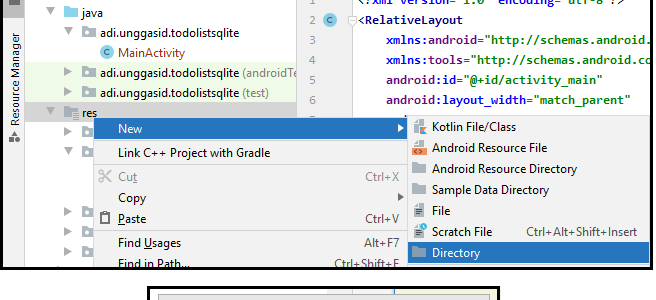 java
adi.unggasid.todolistsqlite
MainActivity
adi.unggasid.todolistsqlite (androidTe
adi.unggasid.todolistsqlite (test)
res
Resource Manager
<?xml version="1.0" encoding="utf-8"?>
2 <RelativeLayout
3 xmlns:android="http://schemas.android.
4 xmlns:tools="http://schemas.android.co
5 android:id="@+id/activity_main"
6 android:layout_width="match_parent"
New
Link C++ Project with Gradle
Cut Ctrl+X
Copy
Paste Ctrl+V
Find Usages Alt+F7
Find in Path... Ctrl+Shift+F
Kotlin File/Class
Android Resource File
Android Resource Directory
Sample Data Directory
File
Scratch File Ctrl+Alt+Shift+Insert
Directory